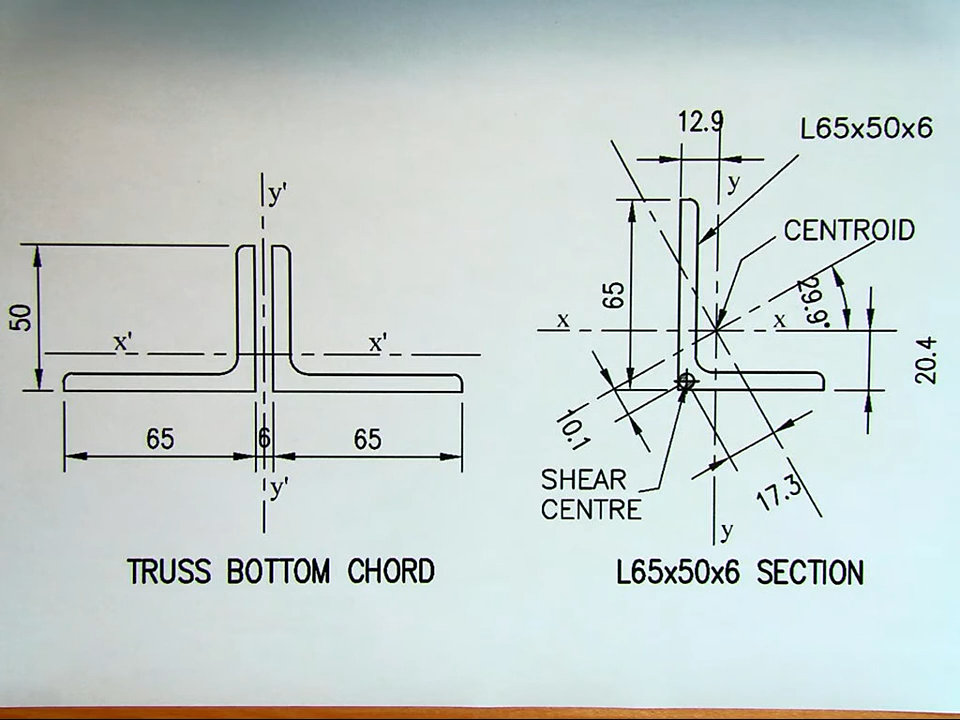 y'
50
x'
x'
65
6
65
y'
TRUSS BOTTOM CHORD
12.9
L65x50x6
y
CENTROID
65
29.9°
x
x
20.4
10.1
SHEAR
CENTRE
17.3
y
L65x50x6 SECTION